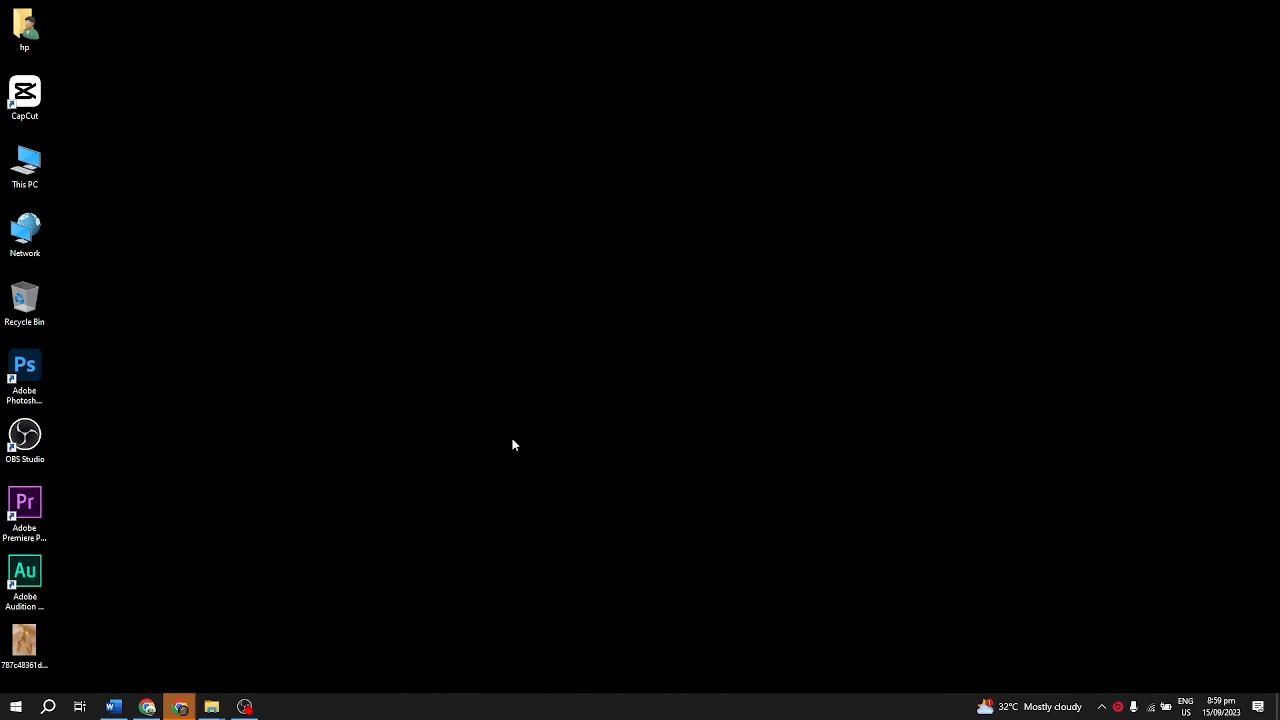 hp
CapCut
This PC
Network
Recycle Bin
Ps
Adobe
Photosh...
OBS Studio
Pr
Adobe
Premiere P...
Au
Adobe
Audition ...
787c48361d...
32°C Mostly cloudy
ENG
US
8:59 pm
15/09/2023